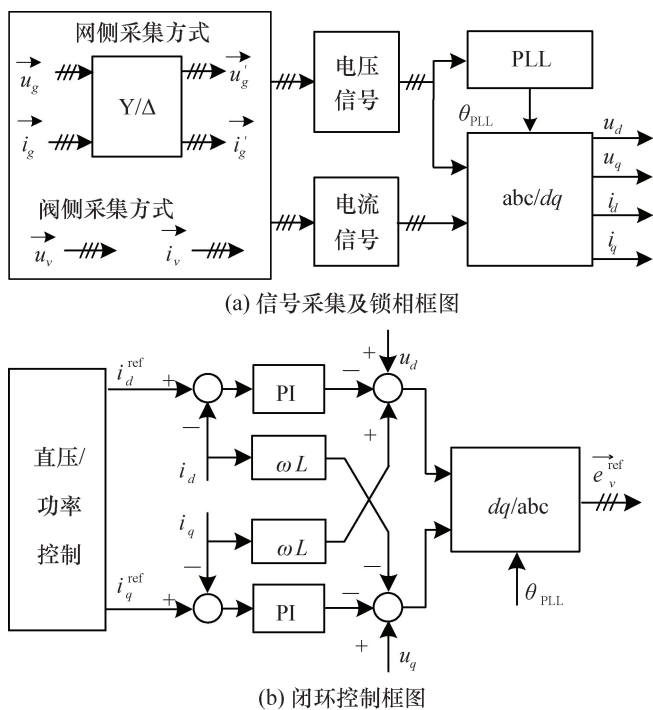 网侧采集方式
u_g
Y/Δ
u_g'
i_g
i_g'
阀侧采集方式
u_v
i_v
电压
信号
电流
信号
PLL
θ_PLL
abc/dq
u_d
u_q
i_d
i_q
(a) 信号采集及锁相框图
直压/
功率
控制
i_d^ref
+
−
PI
−
+
u_d
+
i_d
ωL
i_q
ωL
i_q^ref
+
−
PI
−
−
+
u_q
dq/abc
e_v^ref
θ_PLL
(b) 闭环控制框图